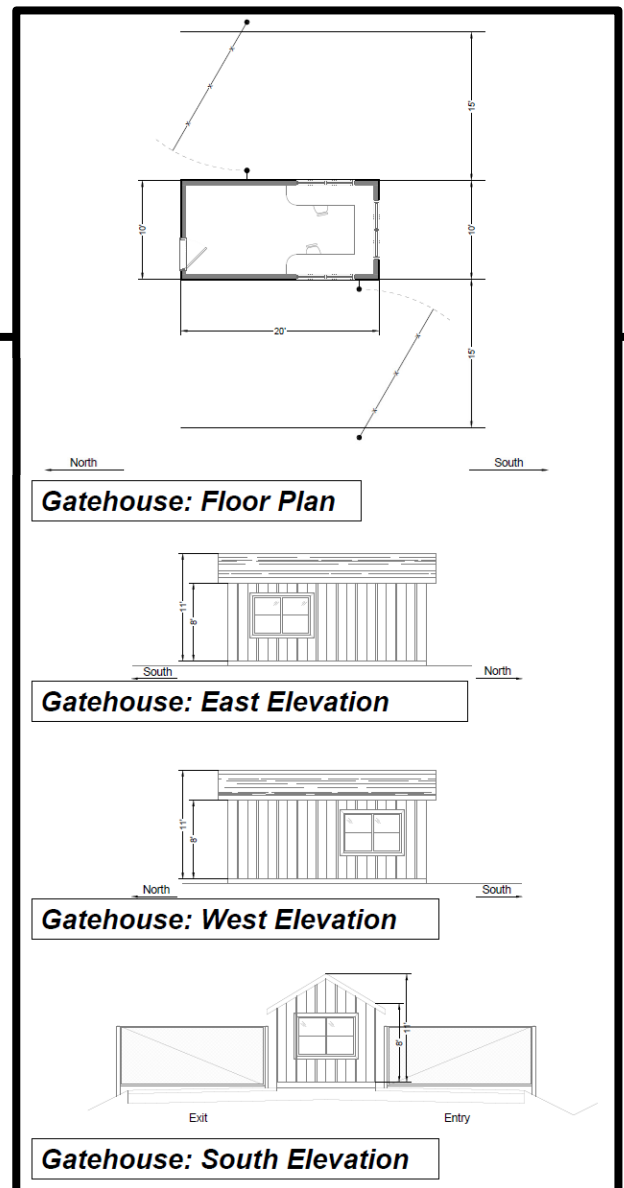 15'
10'
10'
20'
15'
North
South
Gatehouse: Floor Plan
11'
8'
South
North
Gatehouse: East Elevation
11'
8'
North
South
Gatehouse: West Elevation
11'
8'
Exit
Entry
Gatehouse: South Elevation